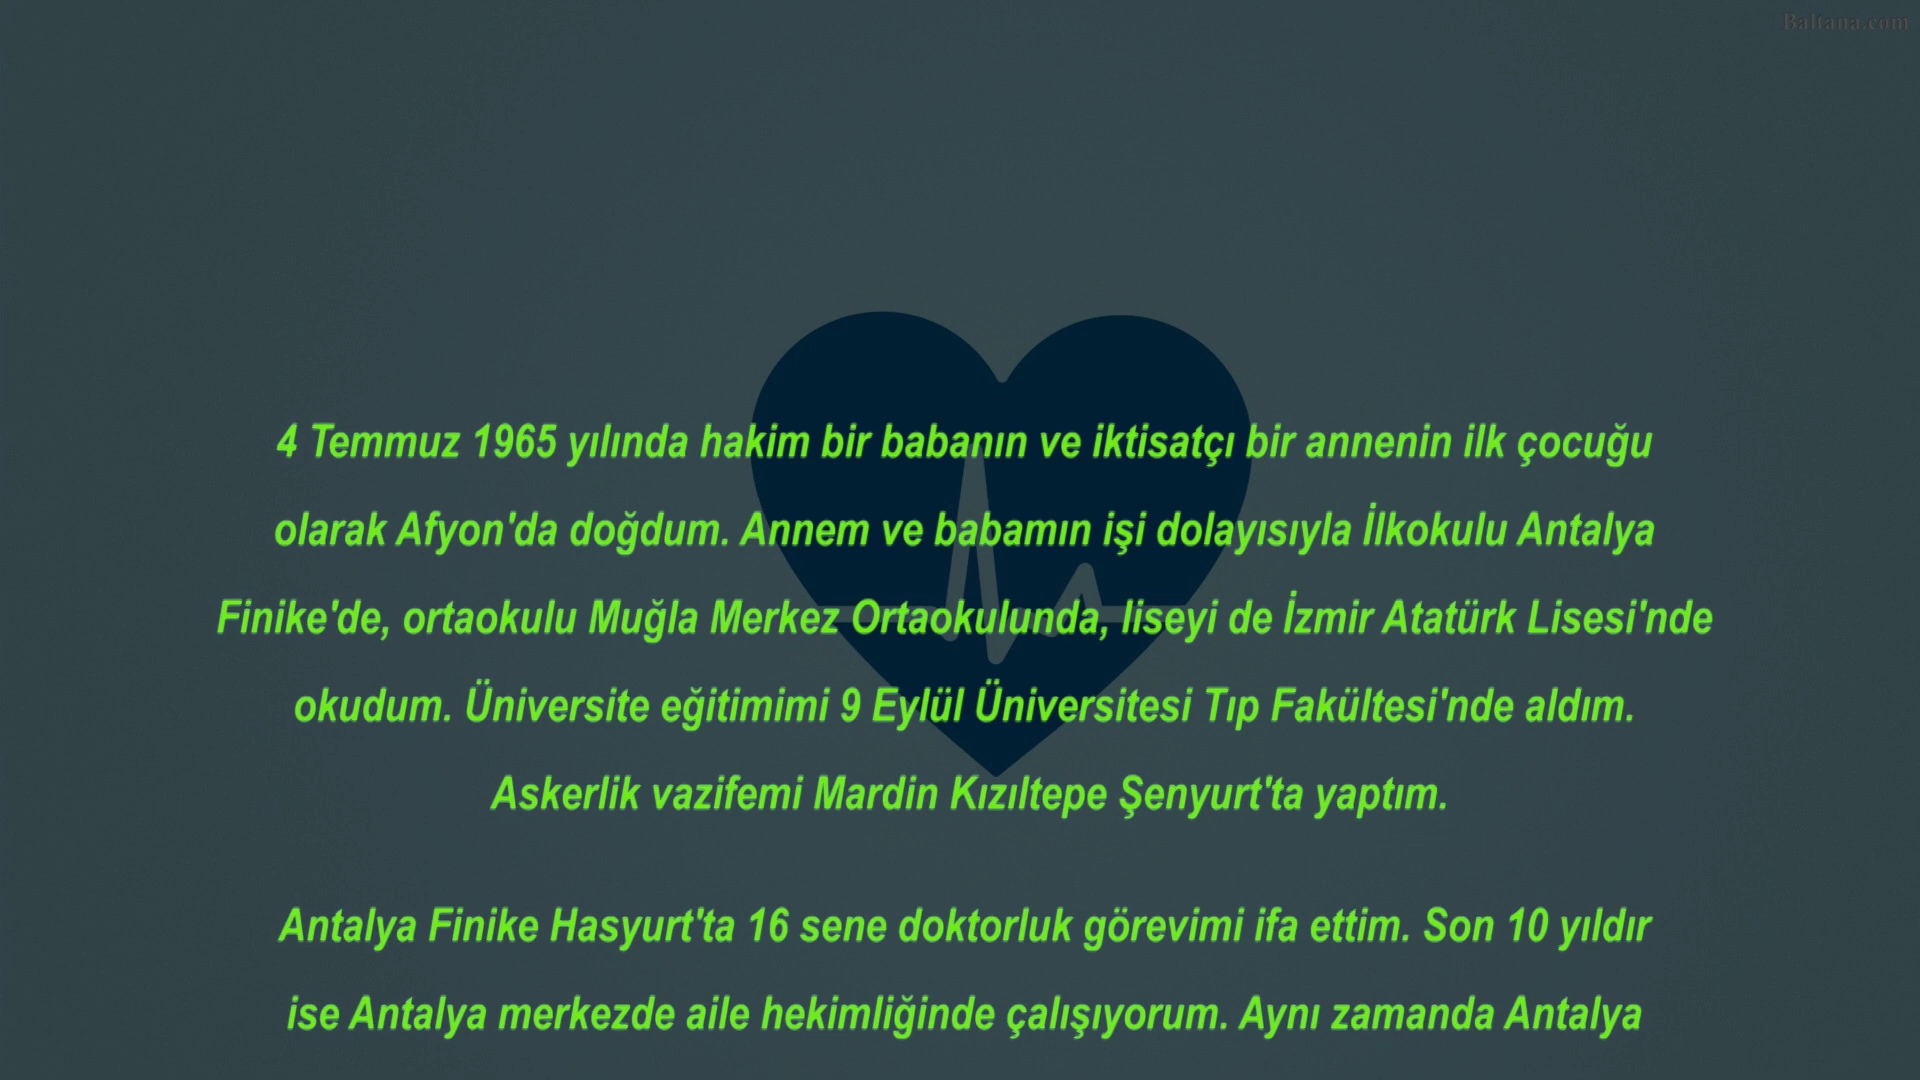 Baltana.com
4 Temmuz 1965 yılında hakim bir babanın ve iktisatçı bir annenin ilk çocuğu
olarak Afyon'da doğdum. Annem ve babamın işi dolayısıyla İlkokulu Antalya
Finike'de, ortaokulu Muğla Merkez Ortaokulunda, liseyi de İzmir Atatürk Lisesi'nde
okudum. Üniversite eğitimimi 9 Eylül Üniversitesi Tıp Fakültesi'nde aldım.
Askerlik vazifemi Mardin Kızıltepe Şenyurt'ta yaptım.
Antalya Finike Hasyurt'ta 16 sene doktorluk görevimi ifa ettim. Son 10 yıldır
ise Antalya merkezde aile hekimliğinde çalışıyorum. Aynı zamanda Antalya